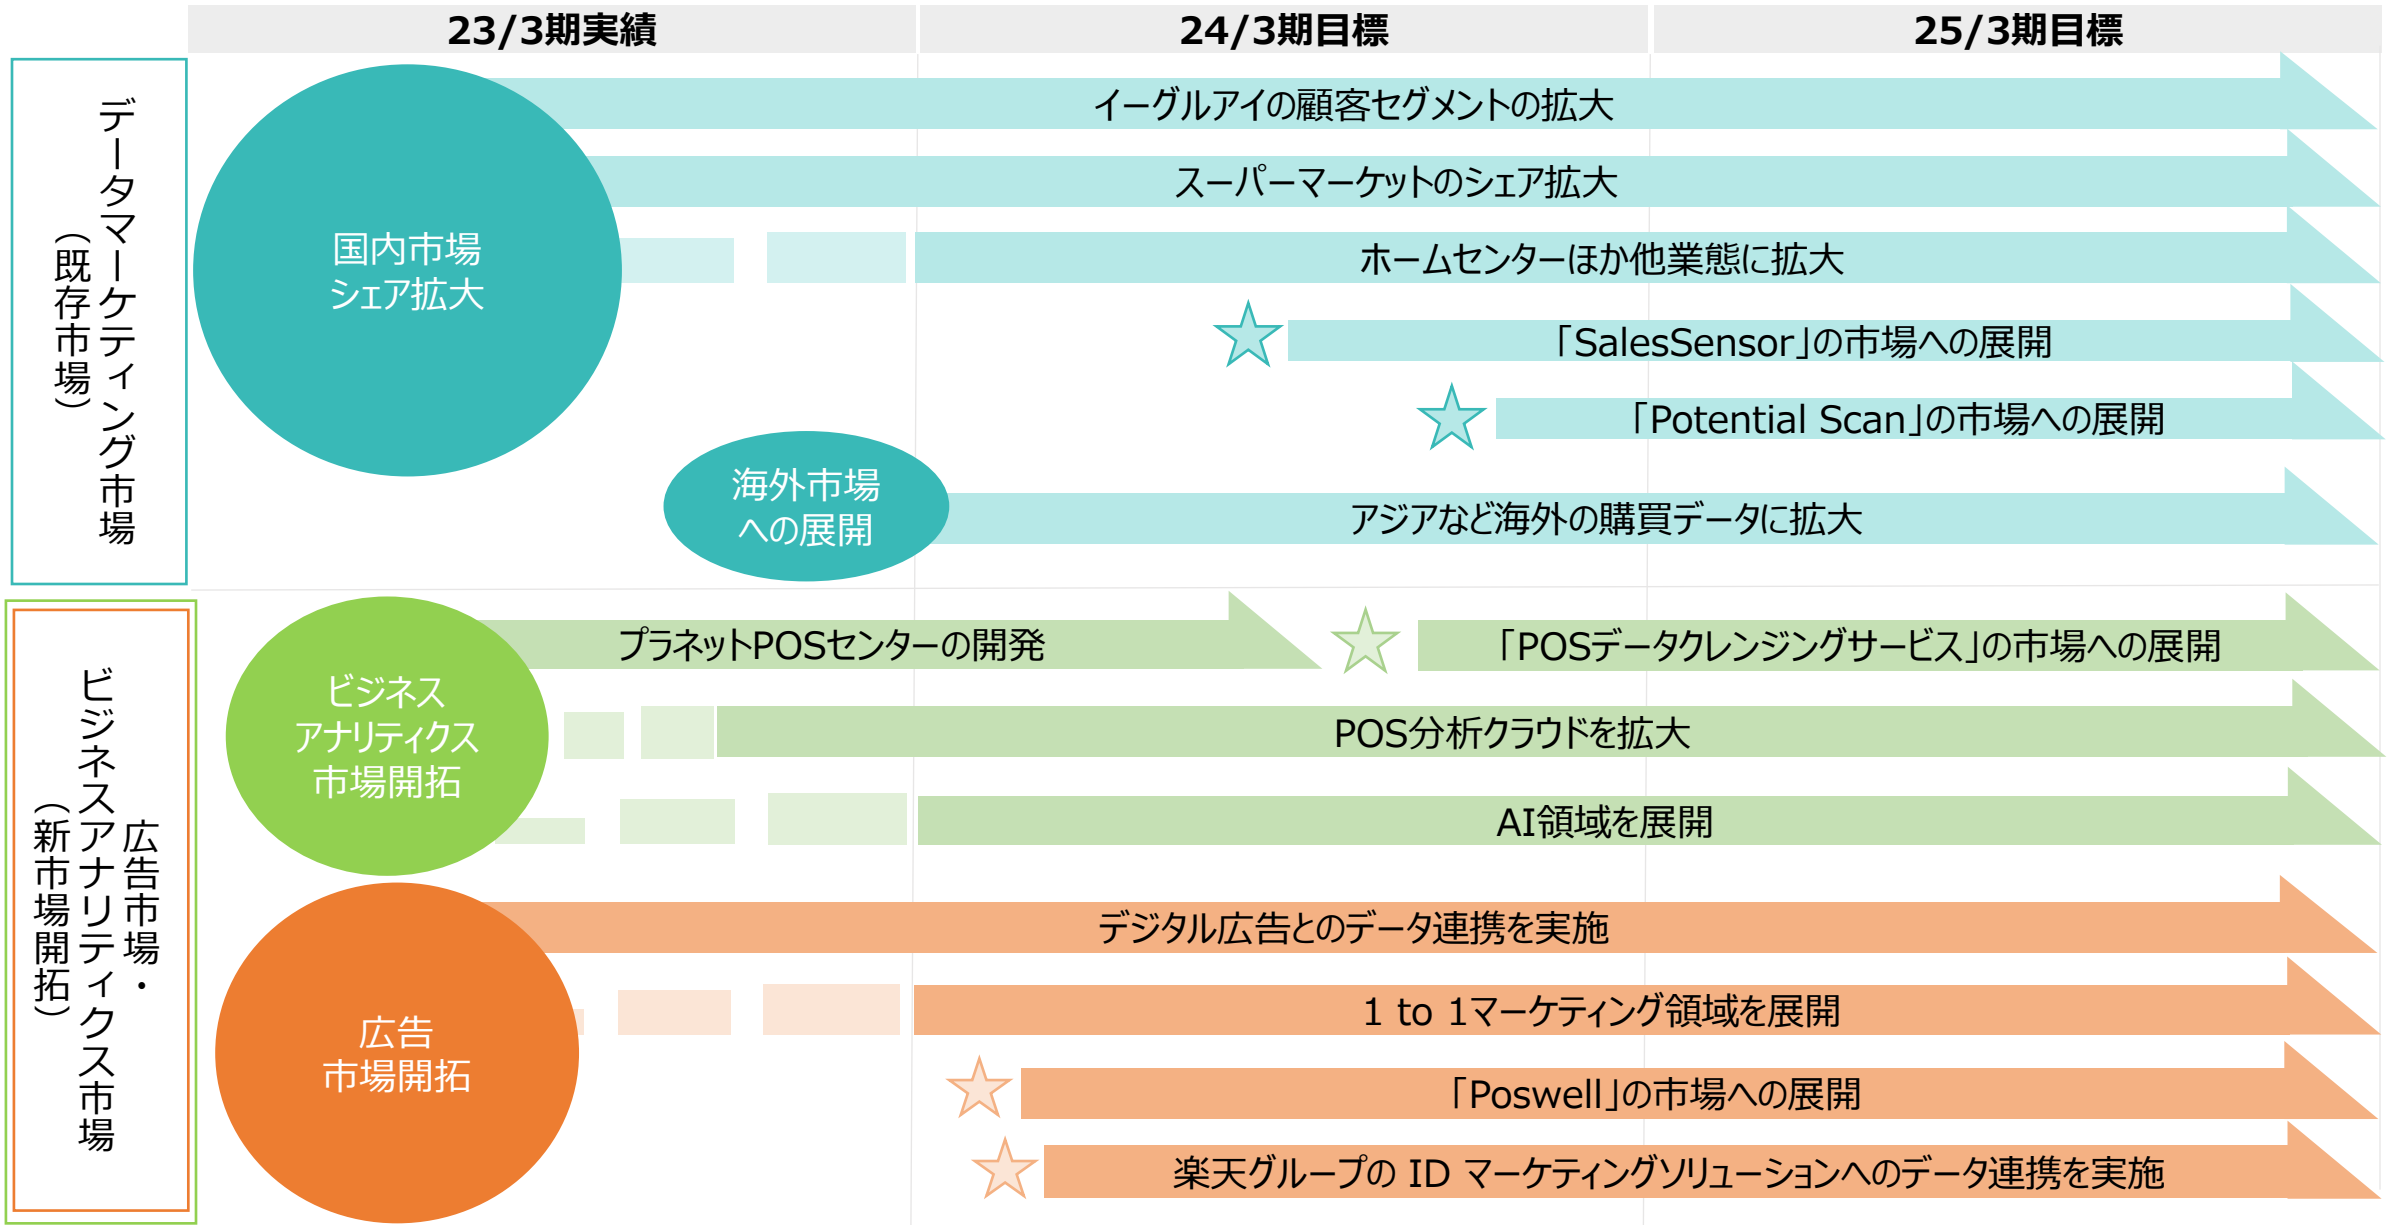 23/3期実績
24/3期目標
25/3期目標
データマーケティング市場
（既存市場）
国内市場
シェア拡大
イーグルアイの顧客セグメントの拡大
スーパーマーケットのシェア拡大
ホームセンターほか他業態に拡大
「SalesSensor」の市場への展開
「Potential Scan」の市場への展開
海外市場
への展開
アジアなど海外の購買データに拡大
広告市場・
ビジネスアナリティクス市場
（新市場開拓）
ビジネス
アナリティクス
市場開拓
プラネットPOSセンターの開発
「POSデータクレンジングサービス」の市場への展開
POS分析クラウドを拡大
AI領域を展開
広告
市場開拓
デジタル広告とのデータ連携を実施
1 to 1マーケティング領域を展開
「Poswell」の市場への展開
楽天グループの ID マーケティングソリューションへのデータ連携を実施